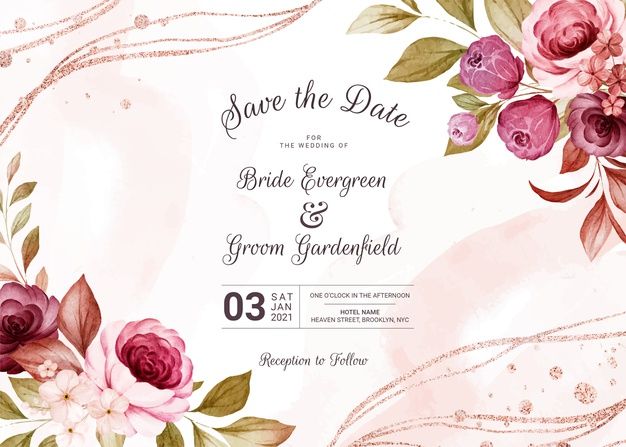 Save the Date
FOR
THE WEDDING OF
Bride Evergreen
&
Groom Gardenfield
03
SAT
JAN
2021
ONE O'CLOCK IN THE AFTERNOON
HOTEL NAME
HEAVEN STREET, BROOKLYN, NYC
Reception to Follow